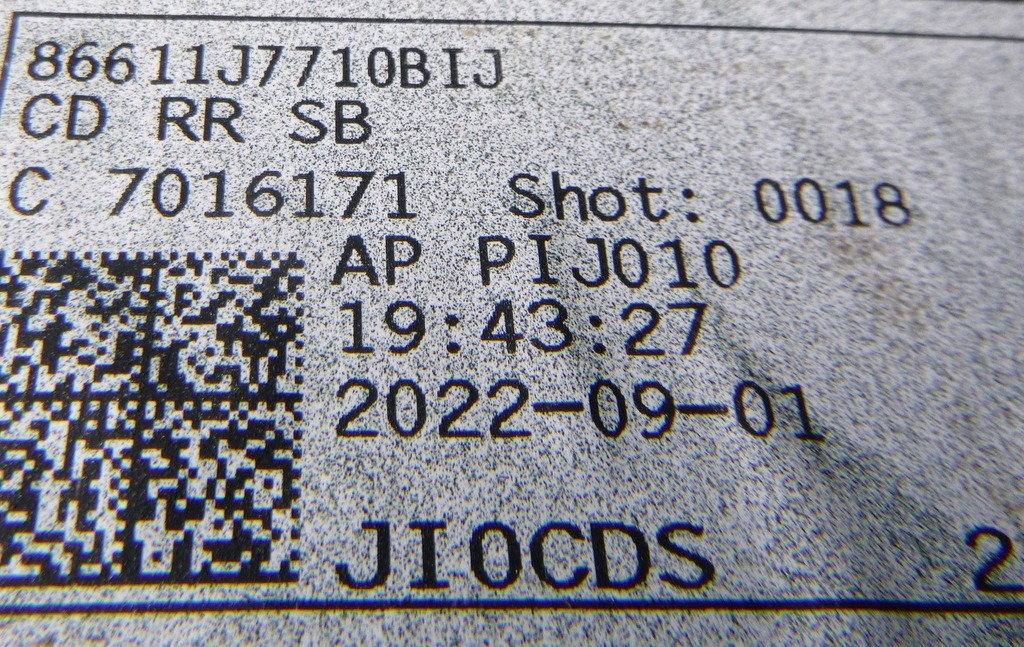 86611J7710BIJ
CD RR SB
C 7016171 Shot: 0018
AP PIJ010
19:43:27
2022-09-01
JI0CDS 2